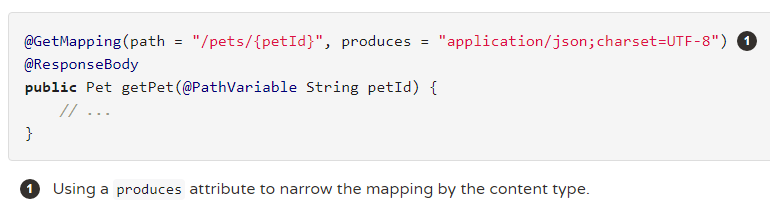 @GetMapping(path = "/pets/{petId}", produces = "application/json;charset=UTF-8") 1
@ResponseBody
public Pet getPet(@PathVariable String petId) {
    // ...
}
1 Using a produces attribute to narrow the mapping by the content type.